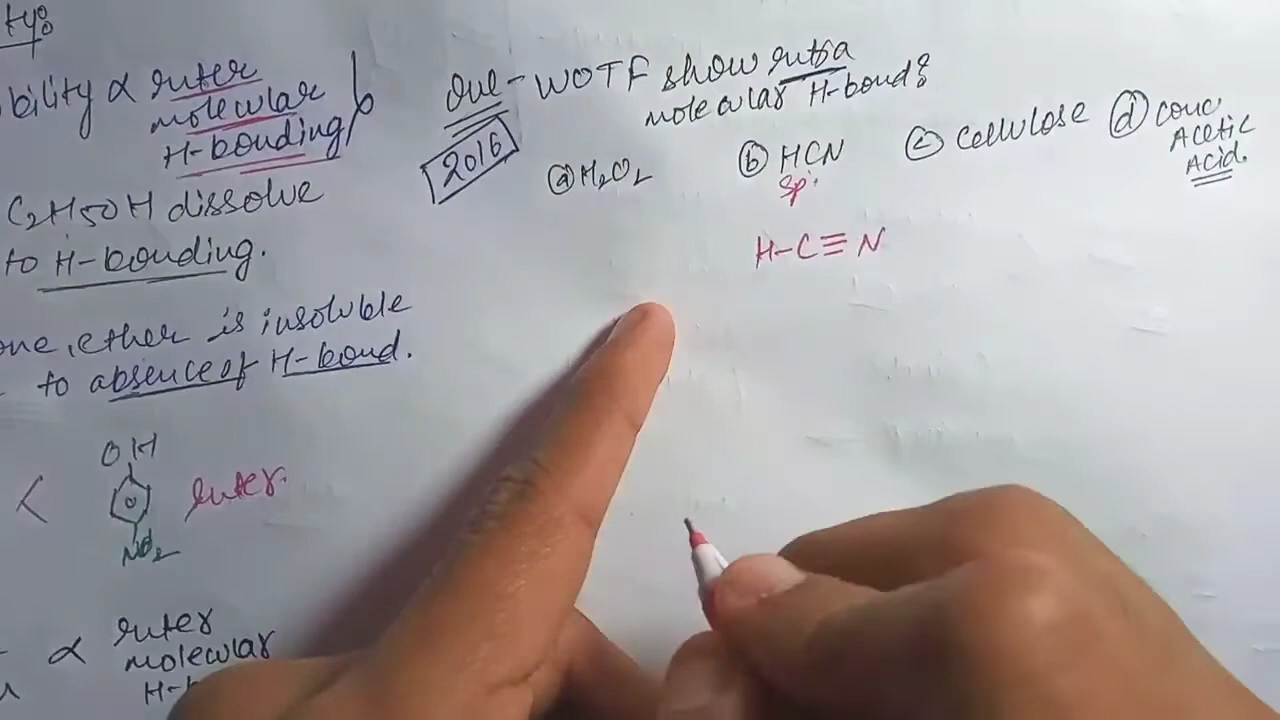 bility ∝ inter
molecular
H-bonding
C2H5OH dissolve
to H-bonding.
one, ether is insoluble
to absence of H-bond.
<
OH
NO2
inter.
∝ inter
molecular
H-b
Que - WOTF show intra
molecular H-bond?
2016
ⓐ H2O2
ⓑ HCN
sp:
H-C≡N
ⓒ Cellulose
ⓓ conc
Acetic
Acid.